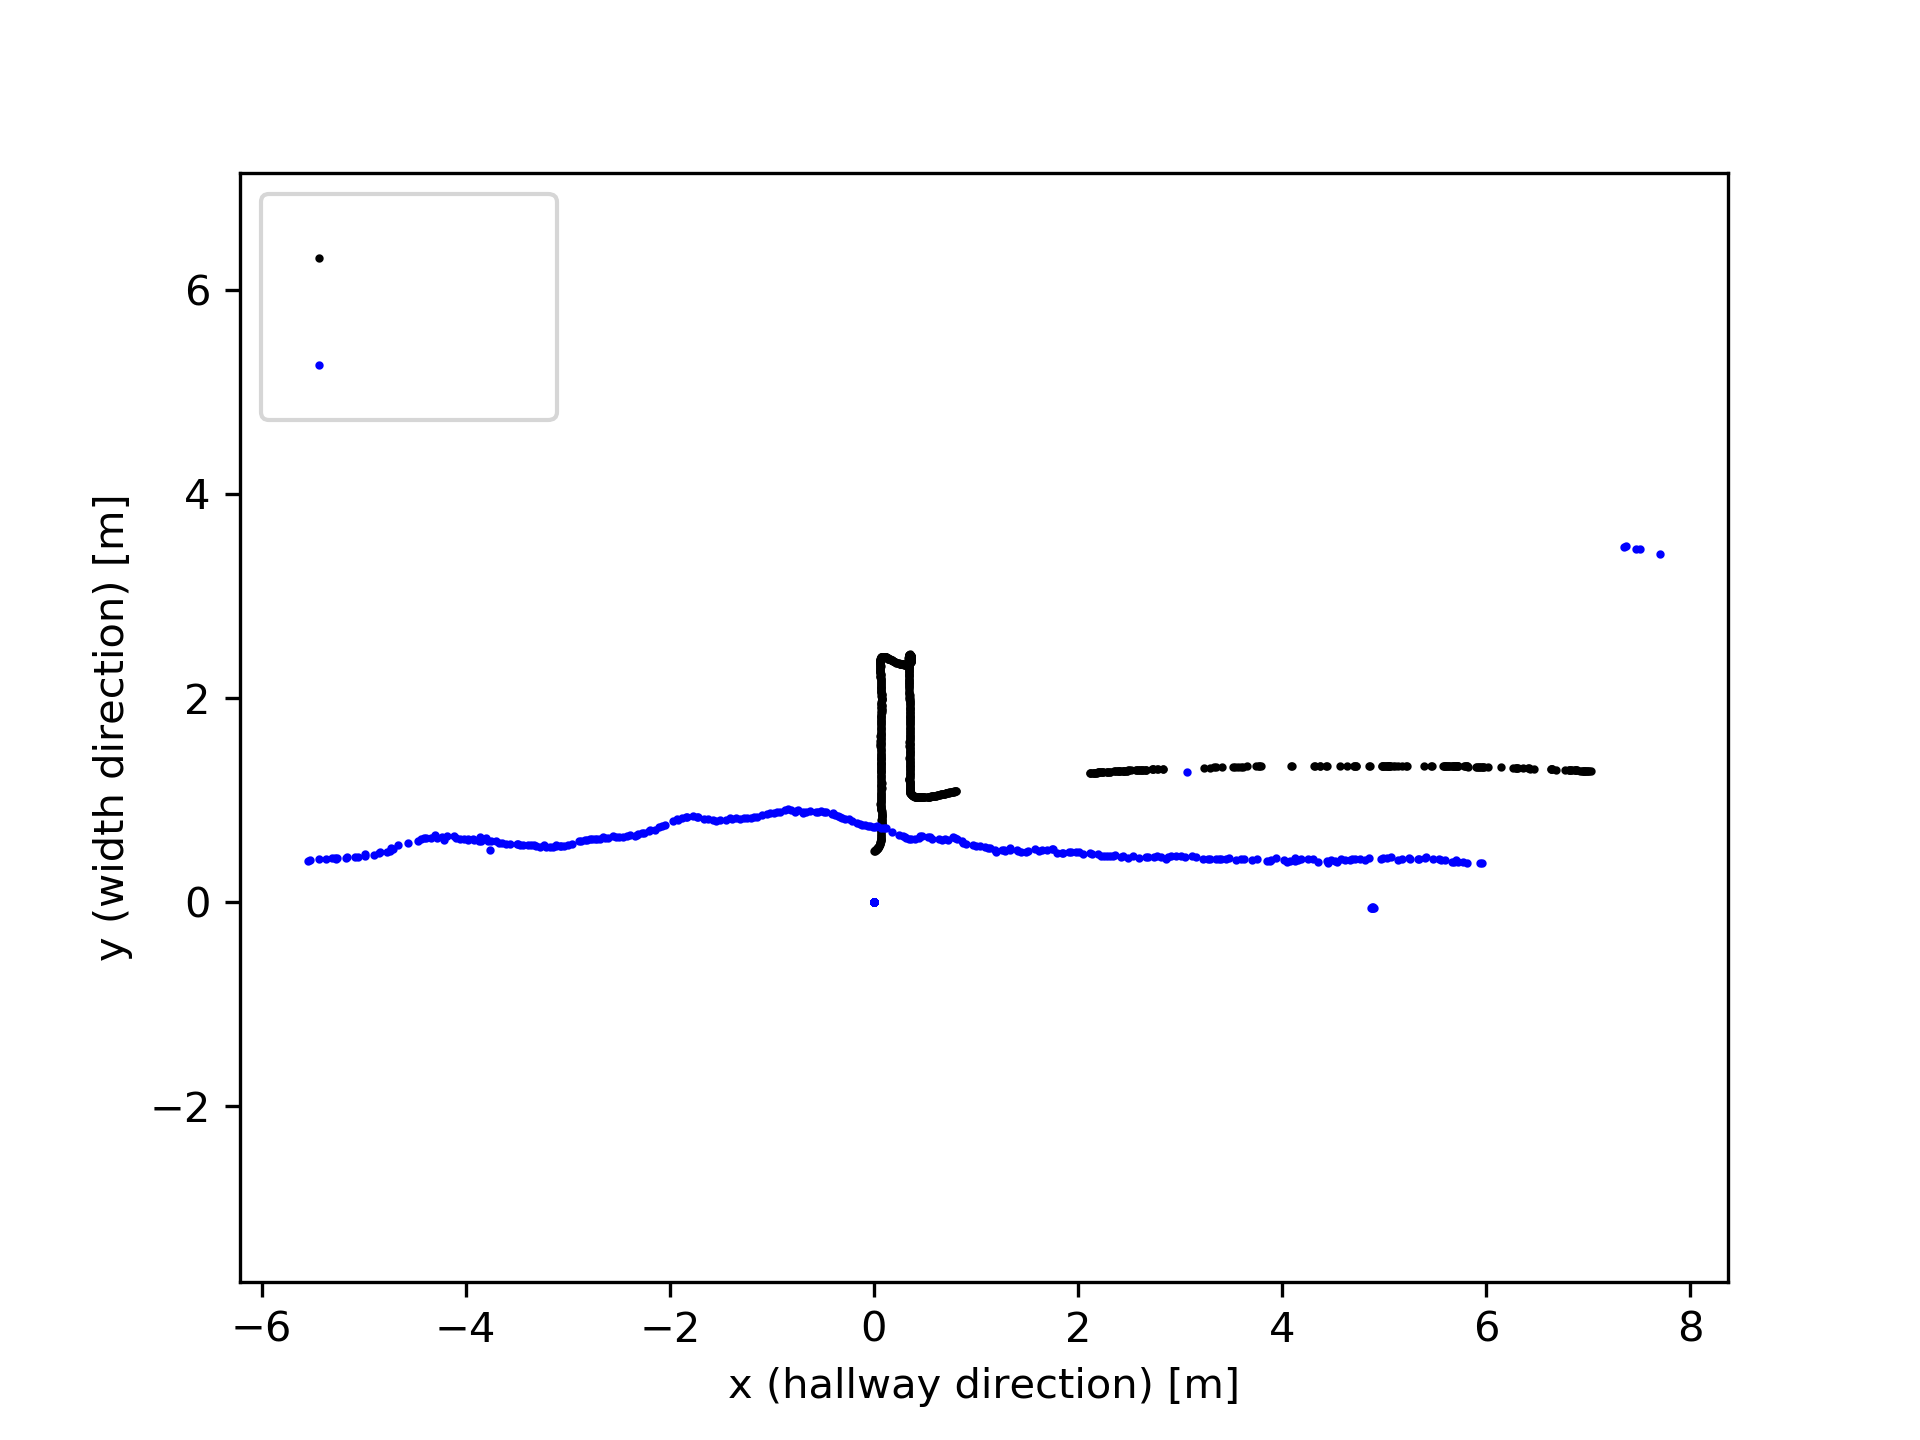 6
4
2
0
−2
y (width direction) [m]
−6 −4 −2 0 2 4 6 8
x (hallway direction) [m]